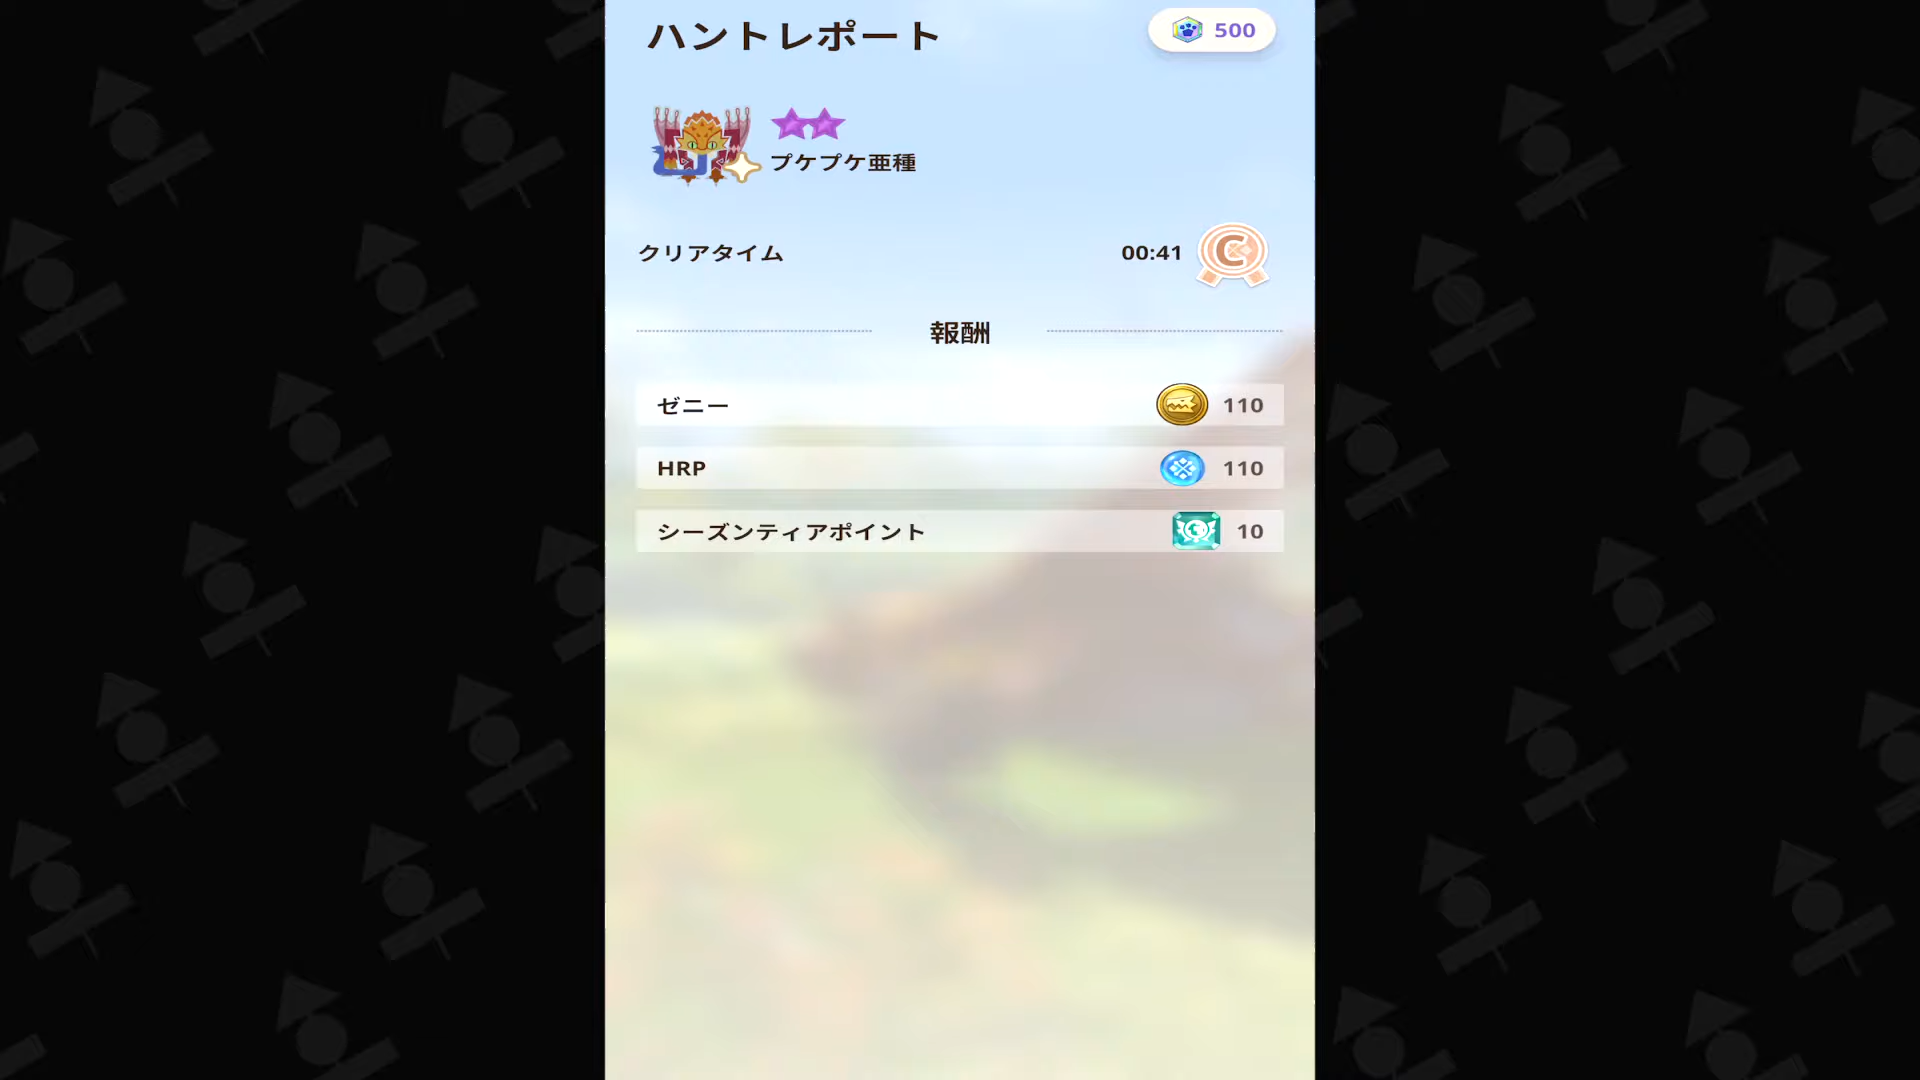 ハントレポート
500
プケプケ亜種
クリアタイム 00:41 C
報酬
ゼニー 110
HRP 110
シーズンティアポイント 10